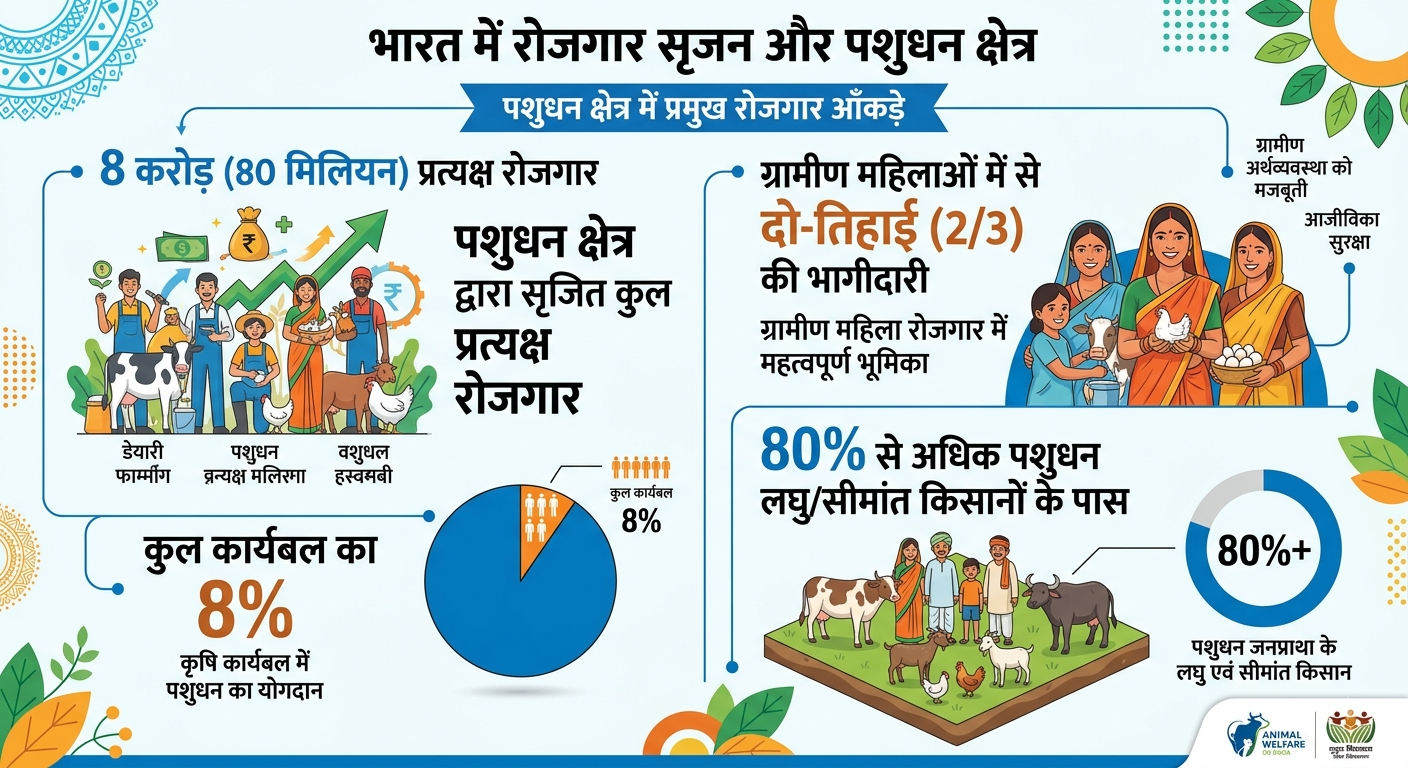 भारत में रोजगार सृजन और पशुधन क्षेत्र
पशुधन क्षेत्र में प्रमुख रोजगार आँकड़े
8 करोड़ (80 मिलियन) प्रत्यक्ष रोजगार
पशुधन क्षेत्र
द्वारा सृजित कुल
प्रत्यक्ष
रोजगार
डेयारी
फार्म्मींग
पशुधन
व्रन्यक्ष मलिरमा
वशुधल
हस्वम्रबी
कुल कार्यबल का
8%
कृषि कार्यबल में
पशुधन का योगदान
कुल कार्यबल
8%
ग्रामीण महिलाओं में से
दो-तिहाई (2/3)
की भागीदारी
ग्रामीण महिला रोजगार में
महत्वपूर्ण भूमिका
ग्रामीण
अर्थव्यवस्था को
मजबूती
आजीविका
सुरक्षा
80% से अधिक पशुधन
लघु/सीमांत किसानों के पास
80%+
पशुधन जनप्राथा के
लघु एवं सीमांत किसान
ANIMAL
WELFARE